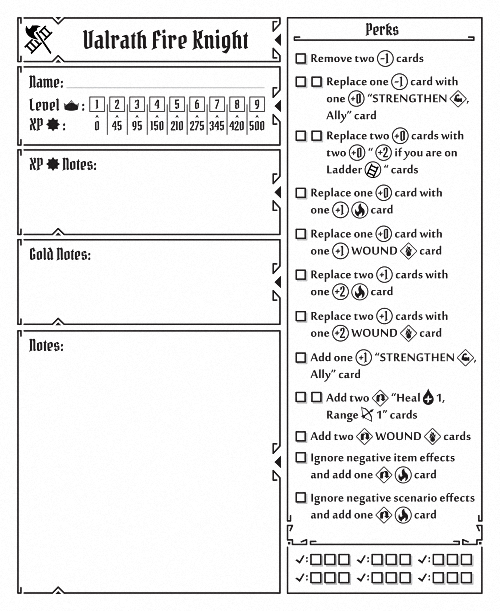 Valrath Fire Knight
Name:
Level : 1 2 3 4 5 6 7 8 9
XP : 0 45 95 150 210 275 345 420 500
XP Notes:
Gold Notes:
Notes:
Perks
Remove two -1 cards
Replace one -1 card with
one +0 “STRENGTHEN ,
Ally” card
Replace two +0 cards with
two +0 “ +2 if you are on
Ladder “ cards
Replace one +0 card with
one +1 card
Replace one +0 card with
one +1 WOUND card
Replace two +1 cards with
one +2 card
Replace two +1 cards with
one +2 WOUND card
Add one +1 “STRENGTHEN ,
Ally” card
Add two “Heal 1,
Range 1” cards
Add two WOUND cards
Ignore negative item effects
and add one card
Ignore negative scenario effects
and add one card